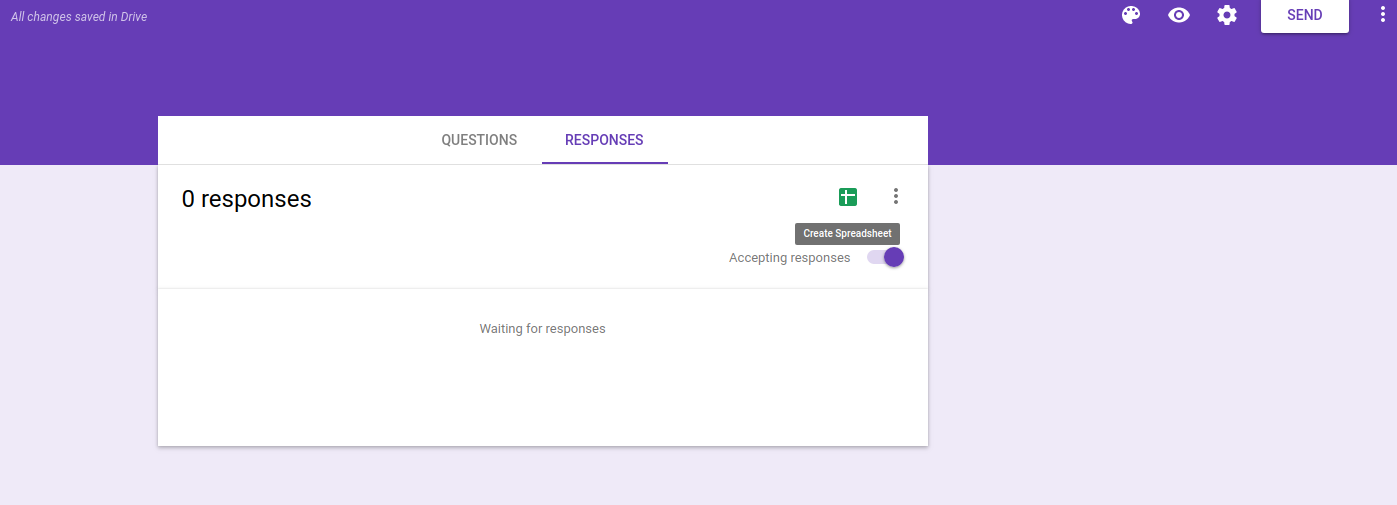 All changes saved in Drive
SEND
QUESTIONS
RESPONSES
0 responses
Create Spreadsheet
Accepting responses
Waiting for responses